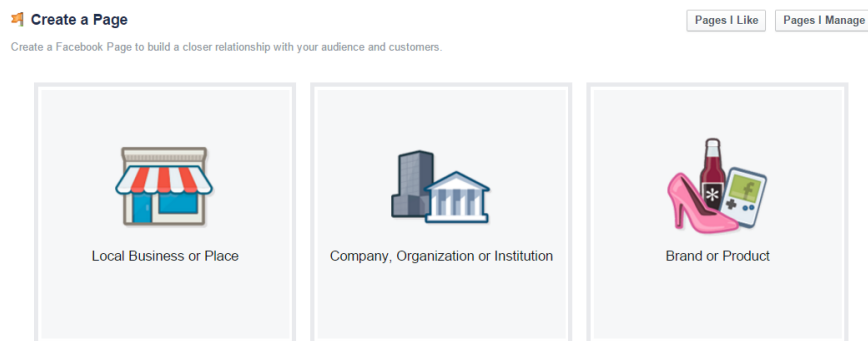 Create a Page
Pages I Like
Pages I Manage
Create a Facebook Page to build a closer relationship with your audience and customers.
Local Business or Place
Company, Organization or Institution
Brand or Product